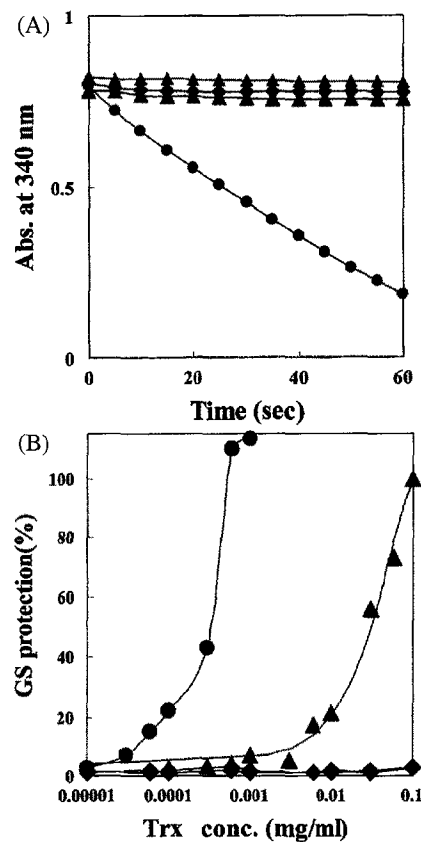 (A)
1
0.5
0
Abs. at 340 nm
0 20 40 60
Time (sec)
(B)
100
80
60
40
20
0
GS protection(%)
0.00001 0.0001 0.001 0.01 0.1
Trx conc. (mg/ml)